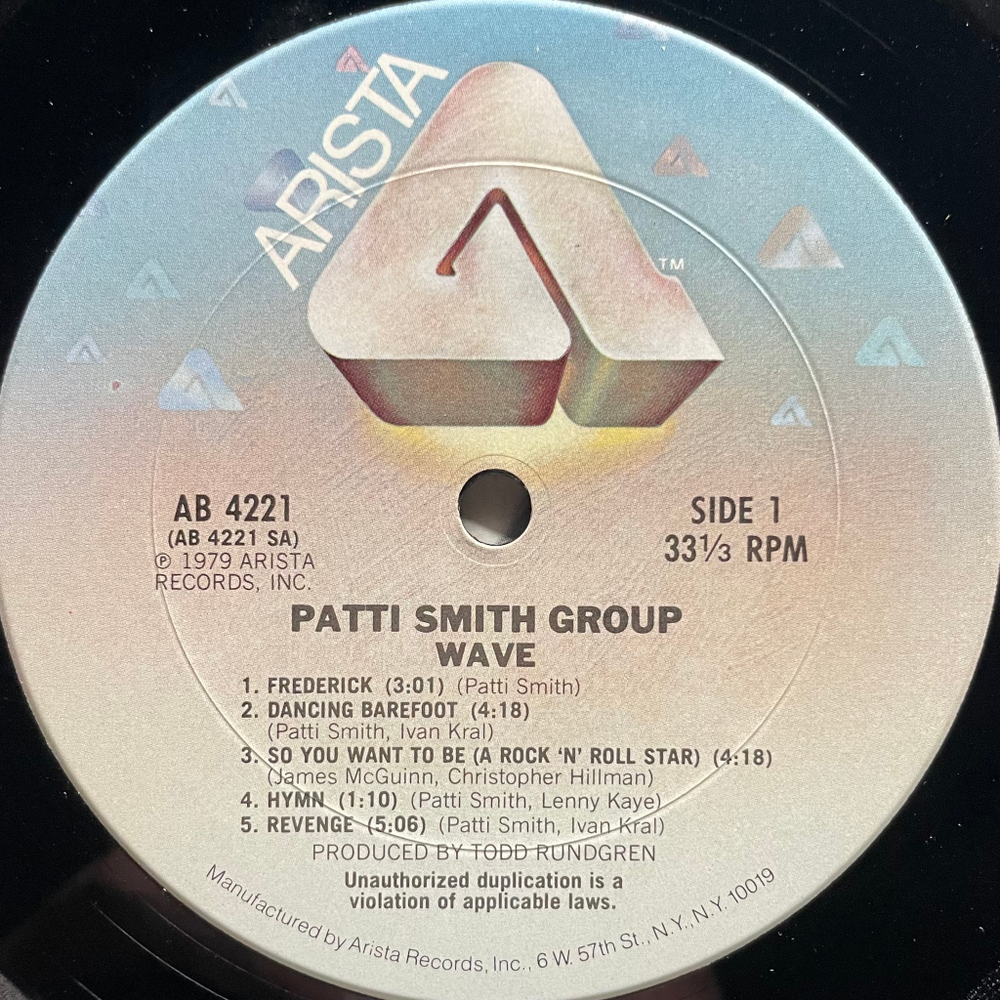 ARISTA
TM
AB 4221
(AB 4221 SA)
℗ 1979 ARISTA
RECORDS, INC.
SIDE 1
33⅓ RPM
PATTI SMITH GROUP
WAVE
1. FREDERICK (3:01) (Patti Smith)
2. DANCING BAREFOOT (4:18)
(Patti Smith, Ivan Kral)
3. SO YOU WANT TO BE (A ROCK ‘N’ ROLL STAR) (4:18)
(James McGuinn, Christopher Hillman)
4. HYMN (1:10) (Patti Smith, Lenny Kaye)
5. REVENGE (5:06) (Patti Smith, Ivan Kral)
PRODUCED BY TODD RUNDGREN
Unauthorized duplication is a
violation of applicable laws.
Manufactured by Arista Records, Inc., 6 W. 57th St., N.Y., N.Y. 10019